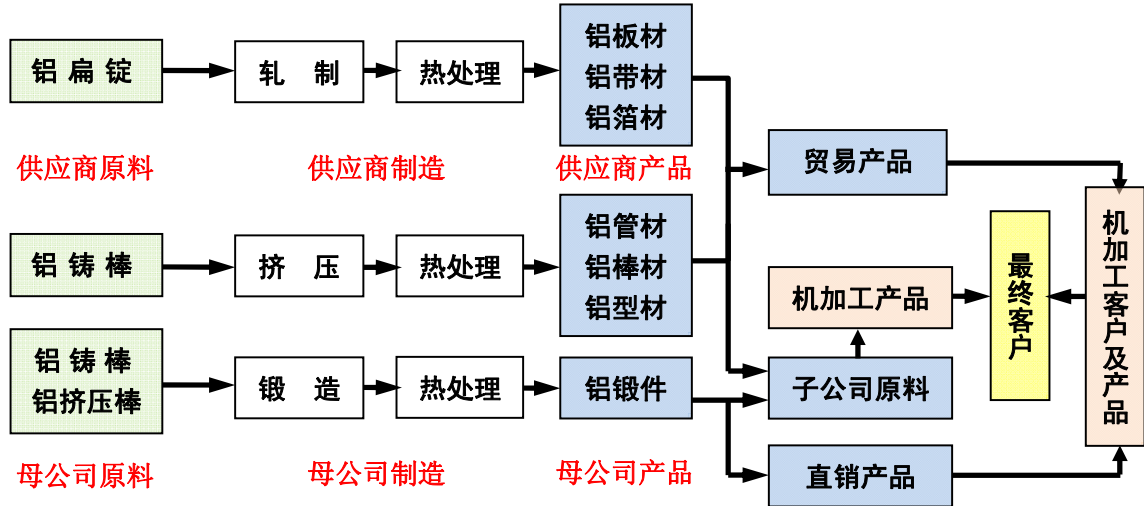 铝 扁 锭
轧 制
热处理
铝板材
铝带材
铝箔材
供应商原料
供应商制造
供应商产品
贸易产品
铝 铸 棒
挤 压
热处理
铝管材
铝棒材
铝型材
机加工产品
最终客户
机加工客户及产品
铝 铸 棒
铝挤压棒
锻 造
热处理
铝锻件
子公司原料
母公司原料
母公司制造
母公司产品
直销产品